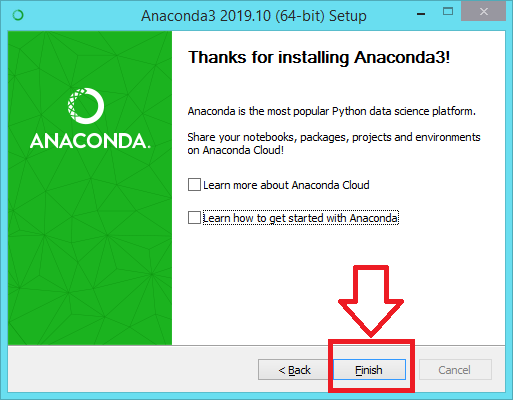 Anaconda3 2019.10 (64-bit) Setup
Thanks for installing Anaconda3!
Anaconda is the most popular Python data science platform.
Share your notebooks, packages, projects and environments
on Anaconda Cloud!
ANACONDA.
Learn more about Anaconda Cloud
Learn how to get started with Anaconda
< Back
Finish
Cancel